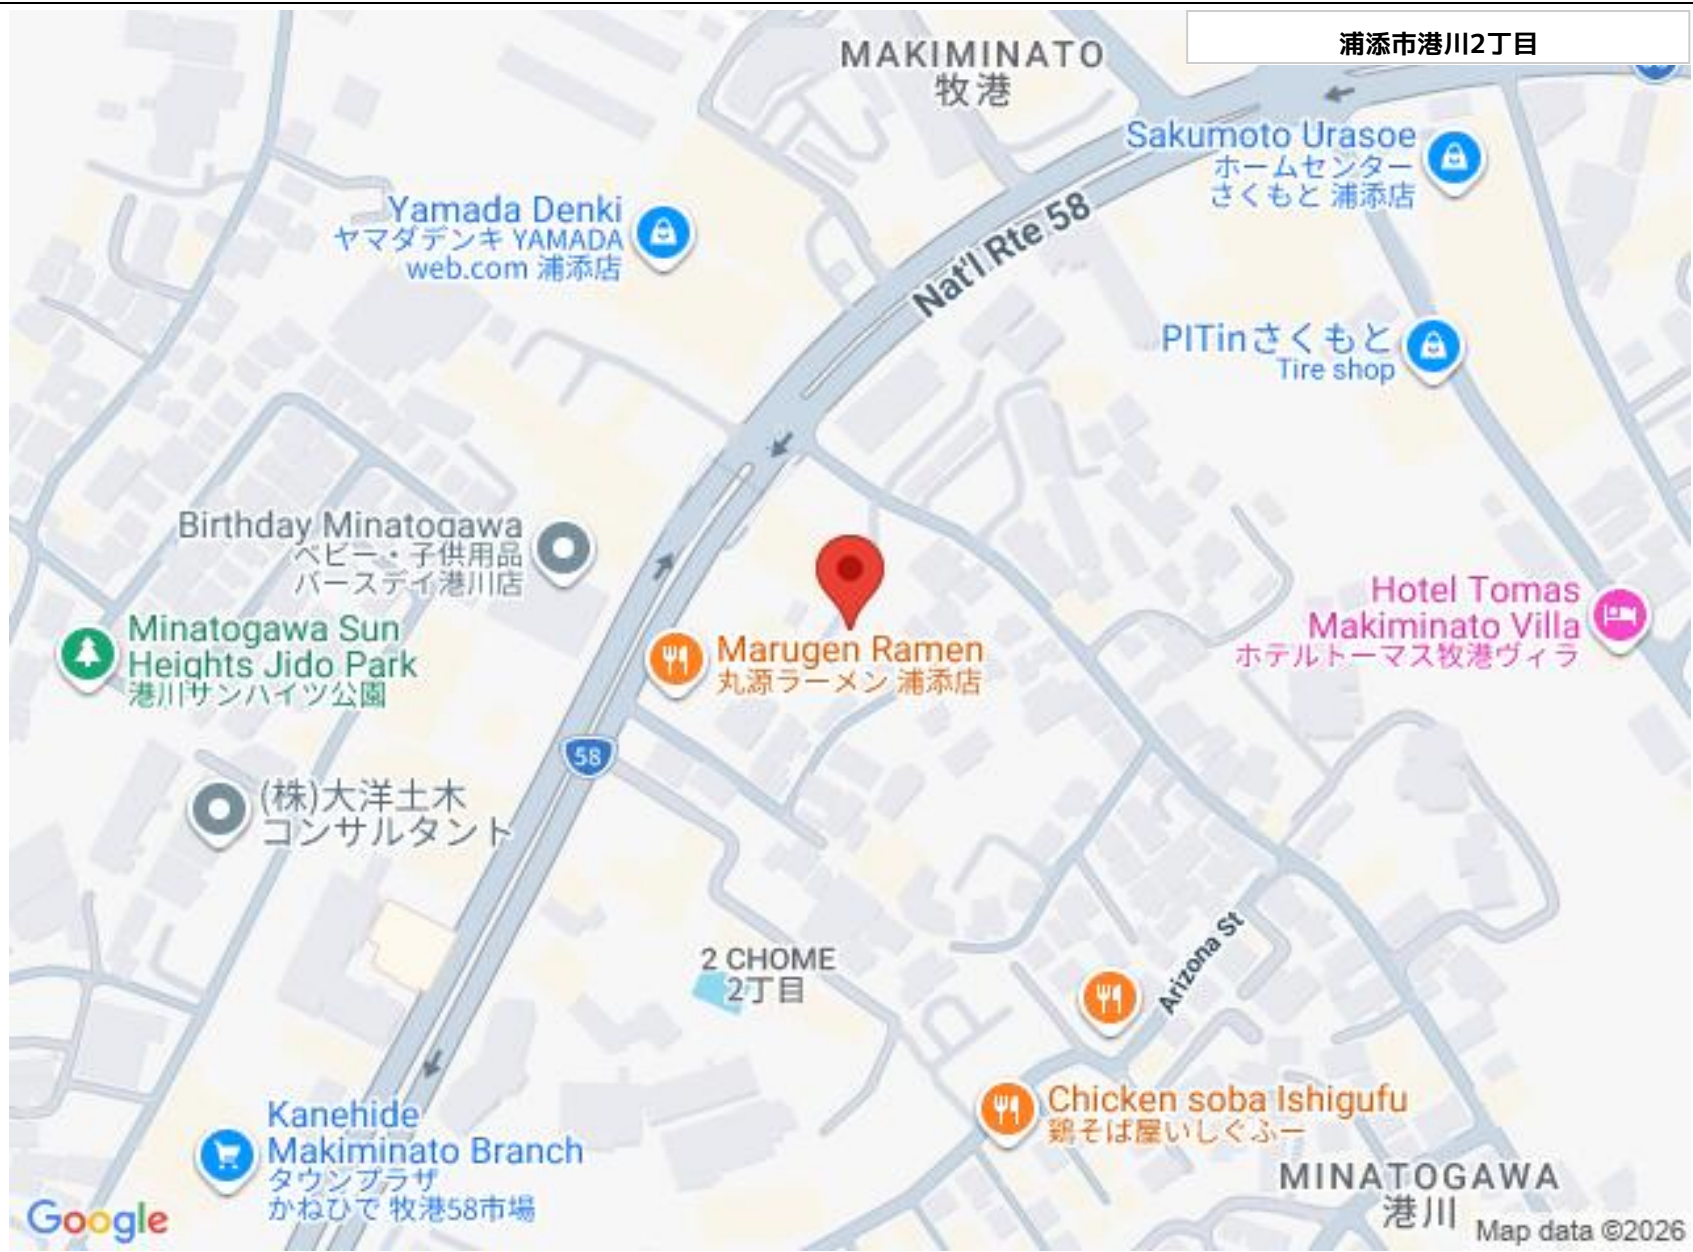 浦添市港川2丁目
MAKIMINATO
牧港
Sakumoto Urasoe
ホームセンター
さくもと 浦添店
Yamada Denki
ヤマダデンキ YAMADA
web.com 浦添店
Nat'l Rte 58
PITinさくもと
Tire shop
Birthday Minatogawa
ベビー・子供用品
バースデイ港川店
Hotel Tomas
Makiminato Villa
ホテルトーマス牧港ヴィラ
Minatogawa Sun
Heights Jido Park
港川サンハイツ公園
Marugen Ramen
丸源ラーメン 浦添店
58
(株)大洋土木
コンサルタント
2 CHOME
2丁目
Arizona St
Chicken soba Ishigufu
鶏そば屋いしぐふー
Kanehide
Makiminato Branch
タウンプラザ
かねひで 牧港58市場
MINATOGAWA
港川
Google
Map data ©2026